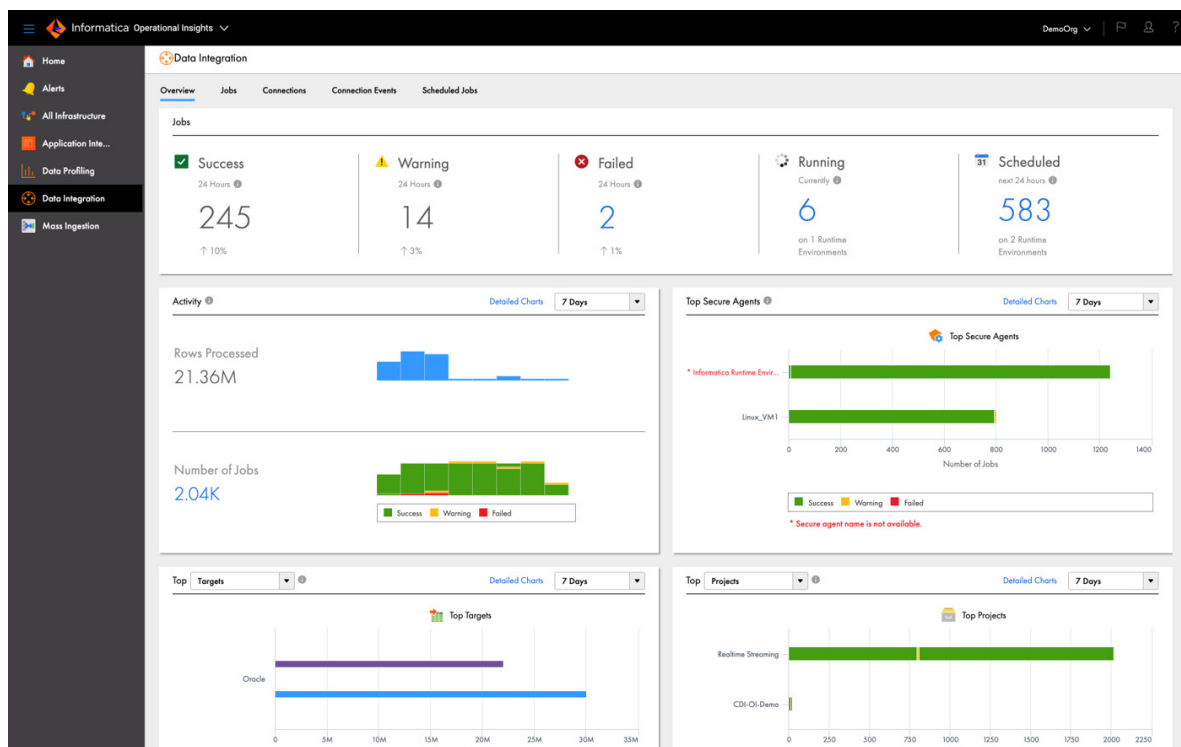 Informatica Operational Insights
DemoOrg
?
Home
Alerts
All Infrastructure
Application Inte...
Data Profiling
Data Integration
Mass Ingestion
Data Integration
Overview Jobs Connections Connection Events Scheduled Jobs
Jobs
Success
24 Hours
245
↑ 10%
Warning
24 Hours
14
↑ 3%
Failed
24 Hours
2
↑ 1%
Running
Currently
6
on 1 Runtime
Environments
31
Scheduled
next 24 hours
583
on 2 Runtime
Environments
Activity
Detailed Charts
7 Days
Rows Processed
21.36M
Number of Jobs
2.04K
Success Warning Failed
Top Secure Agents
Detailed Charts
7 Days
Top Secure Agents
* Informatica Runtime Envir...
Linux_VM1
0 200 400 600 800 1000 1200 1400
Number of Jobs
Success Warning Failed
* Secure agent name is not available.
Top Targets
Detailed Charts
7 Days
Top Targets
Oracle
0 5M 10M 15M 20M 25M 30M 35M
Top Projects
Detailed Charts
7 Days
Top Projects
Realtime Streaming
CDI-OI-Demo
0 250 500 750 1000 1250 1500 1750 2000 2250